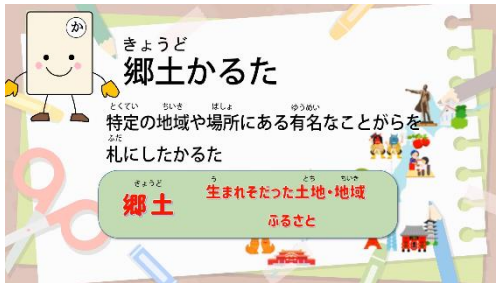 か
きょうど
郷土かるた
とくてい ちいき ばしょ ゆうめい
特定の地域や場所にある有名なことがらを
ふだ
札にしたかるた
きょうど
郷土
う とち ちいき
生まれそだった土地・地域
ふるさと